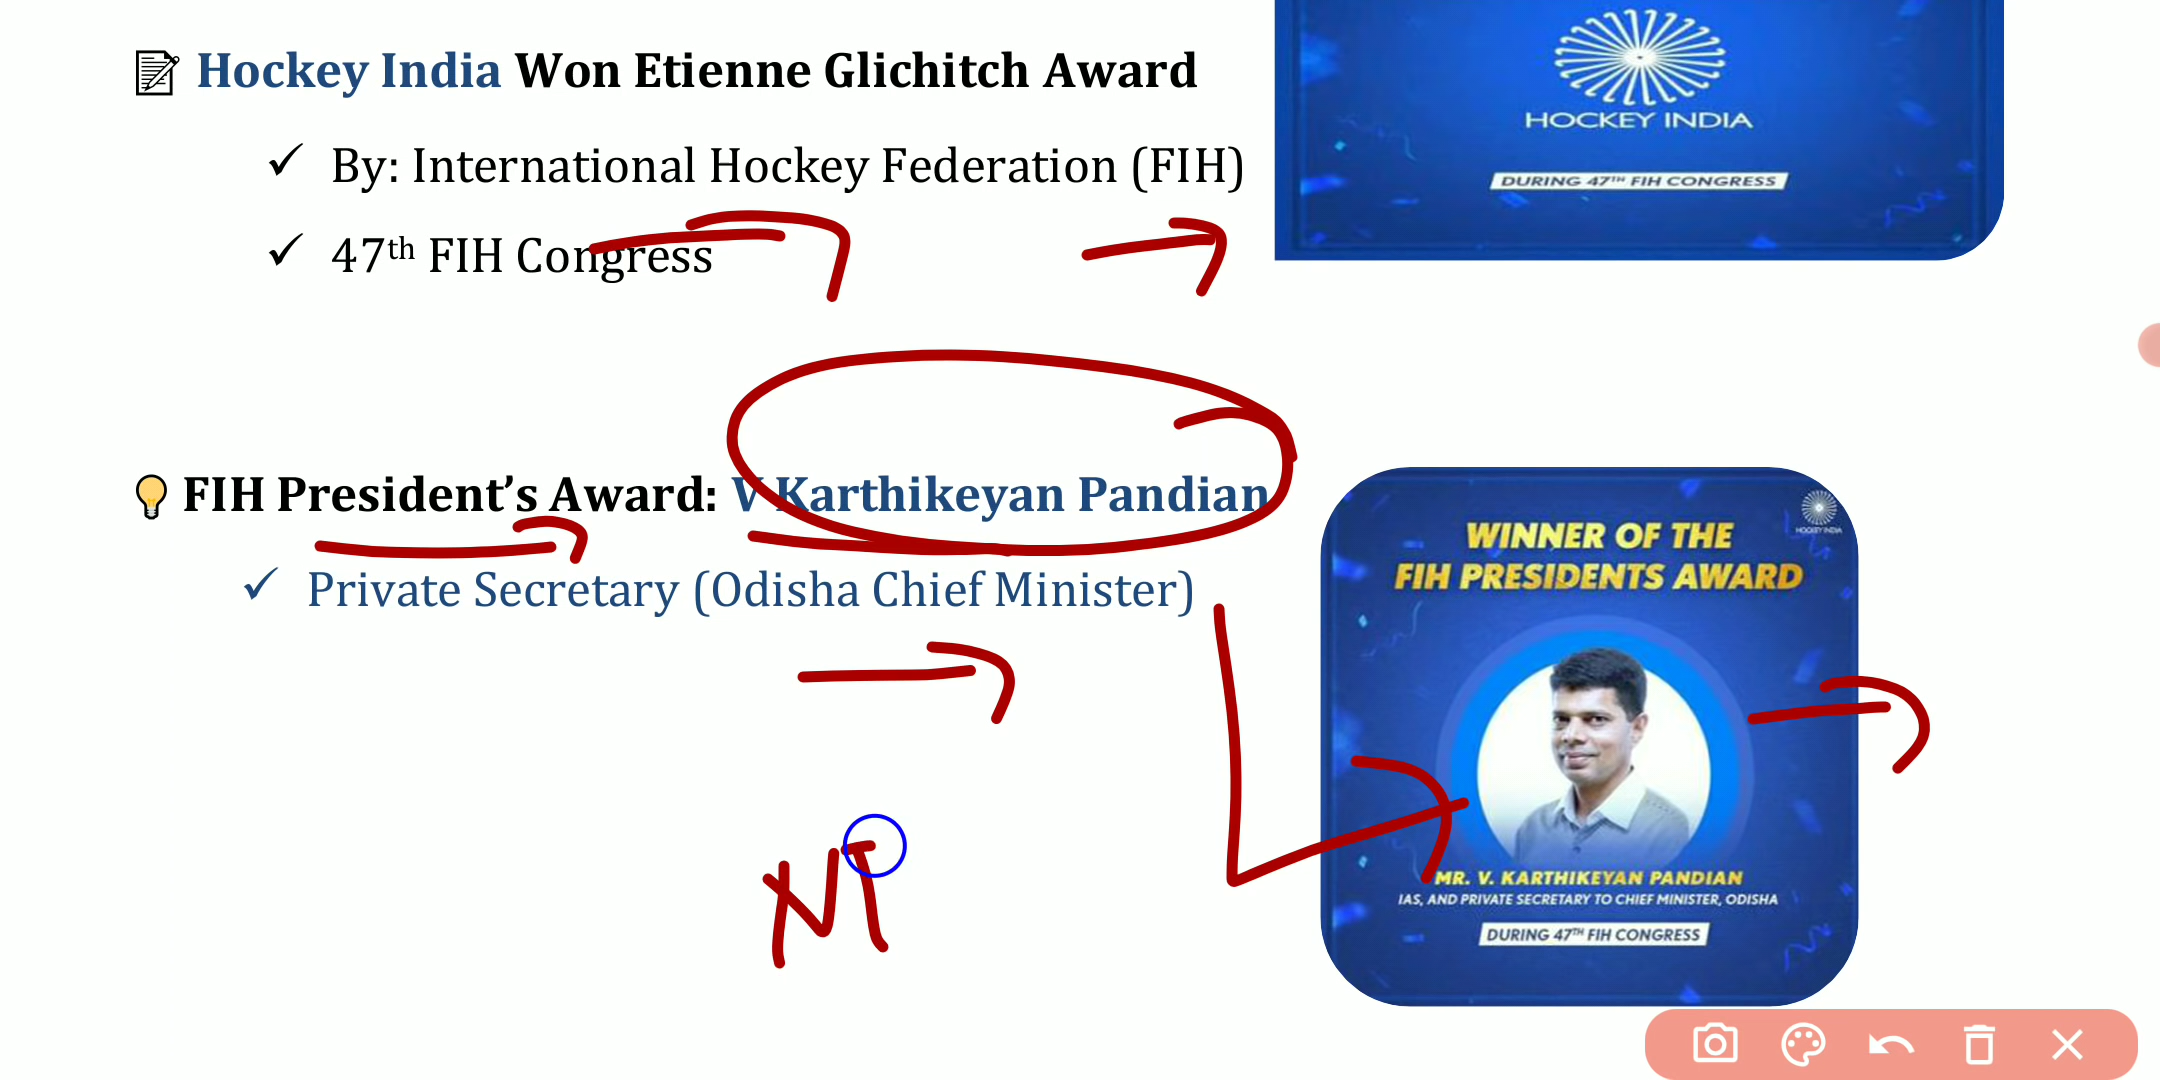 Hockey India Won Etienne Glichitch Award
✓ By: International Hockey Federation (FIH)
✓ 47th FIH Congress
HOCKEY INDIA
DURING 47TH FIH CONGRESS
FIH President's Award: V Karthikeyan Pandian
✓ Private Secretary (Odisha Chief Minister)
HOCKEY INDIA
WINNER OF THE
FIH PRESIDENTS AWARD
MR. V. KARTHIKEYAN PANDIAN
IAS, AND PRIVATE SECRETARY TO CHIEF MINISTER, ODISHA
DURING 47TH FIH CONGRESS